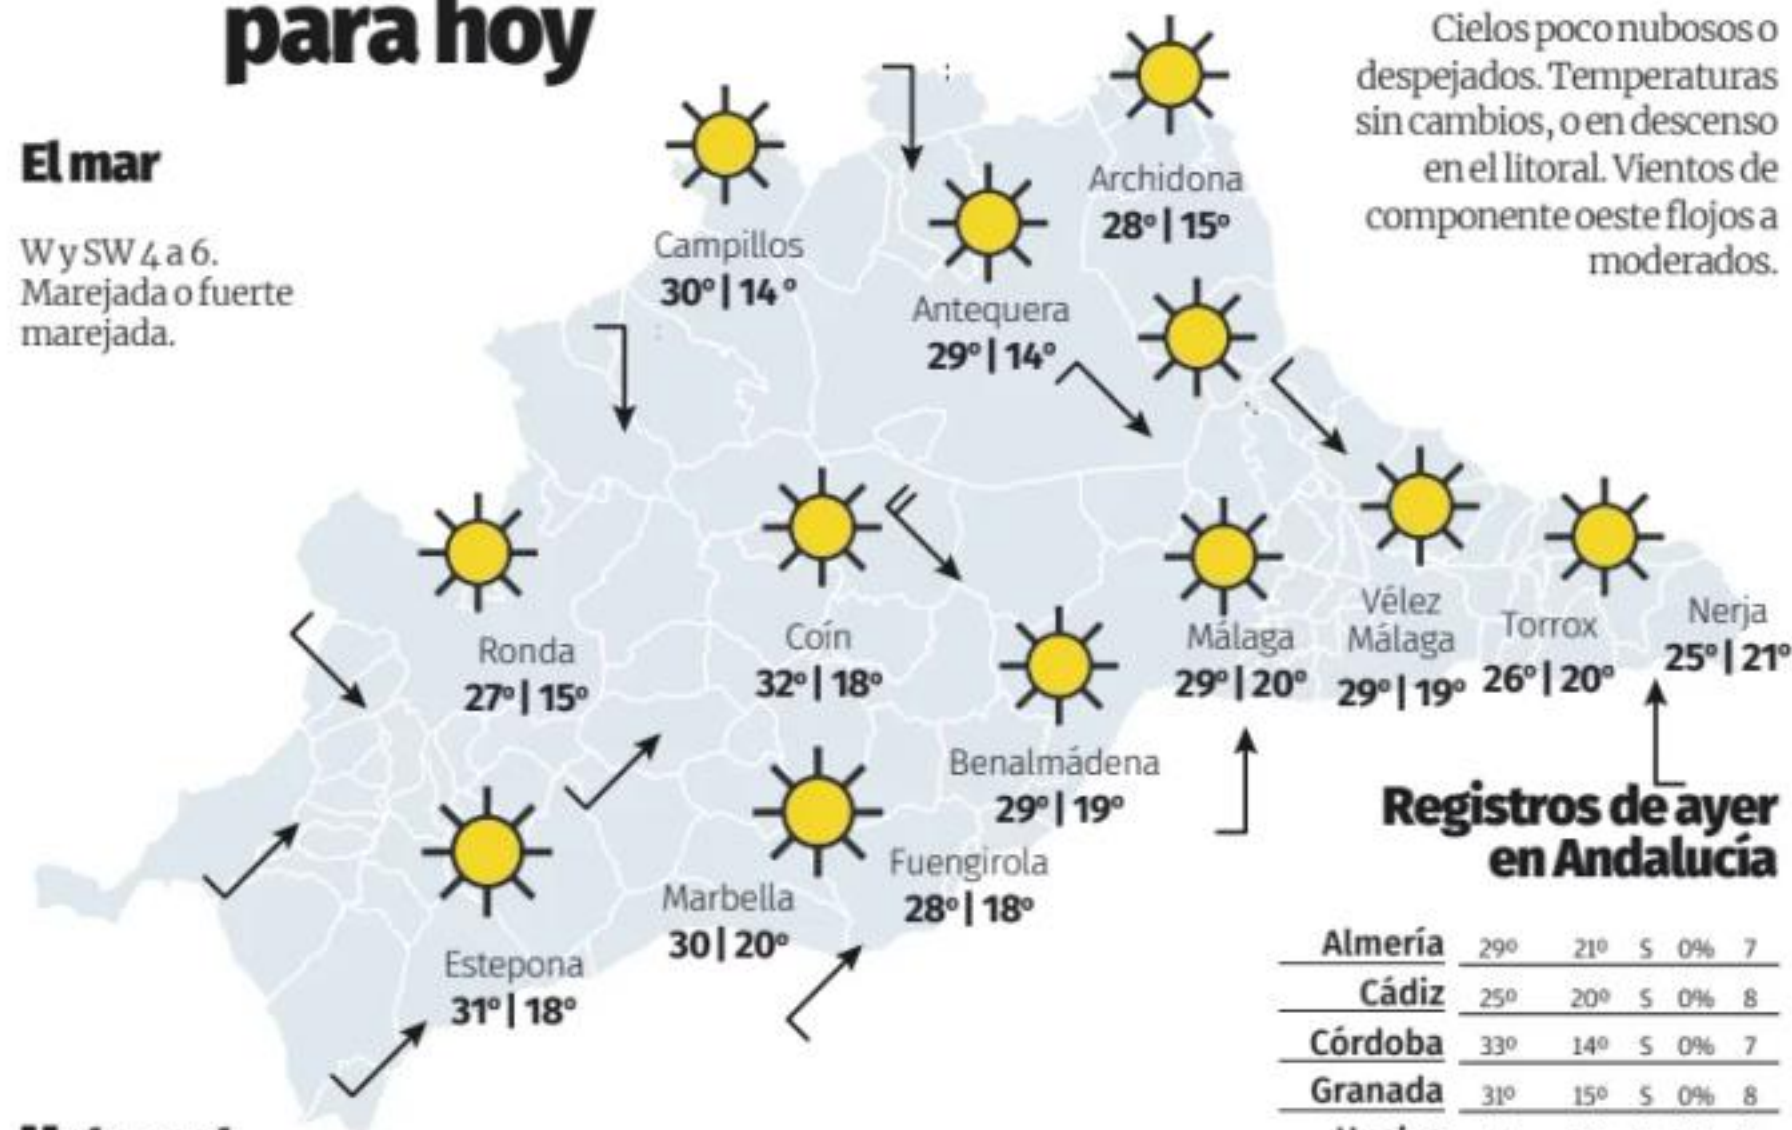 para hoy
El mar
W y SW 4 a 6.
Marejada o fuerte
marejada.
Cielos poco nubosos o
despejados. Temperaturas
sin cambios, o en descenso
en el litoral. Vientos de
componente oeste flojos a
moderados.
Campillos
30º | 14º
Archidona
28º | 15º
Antequera
29º | 14º
Ronda
27º | 15º
Coín
32º | 18º
Málaga
29º | 20º
Vélez
Málaga
29º | 19º
Torrox
26º | 20º
Nerja
25º | 21º
Benalmádena
29º | 19º
Fuengirola
28º | 18º
Marbella
30 | 20º
Estepona
31º | 18º
Registros de ayer
en Andalucía
Almería 29º 21º S 0% 7
Cádiz 25º 20º S 0% 8
Córdoba 33º 14º S 0% 7
Granada 31º 15º S 0% 8